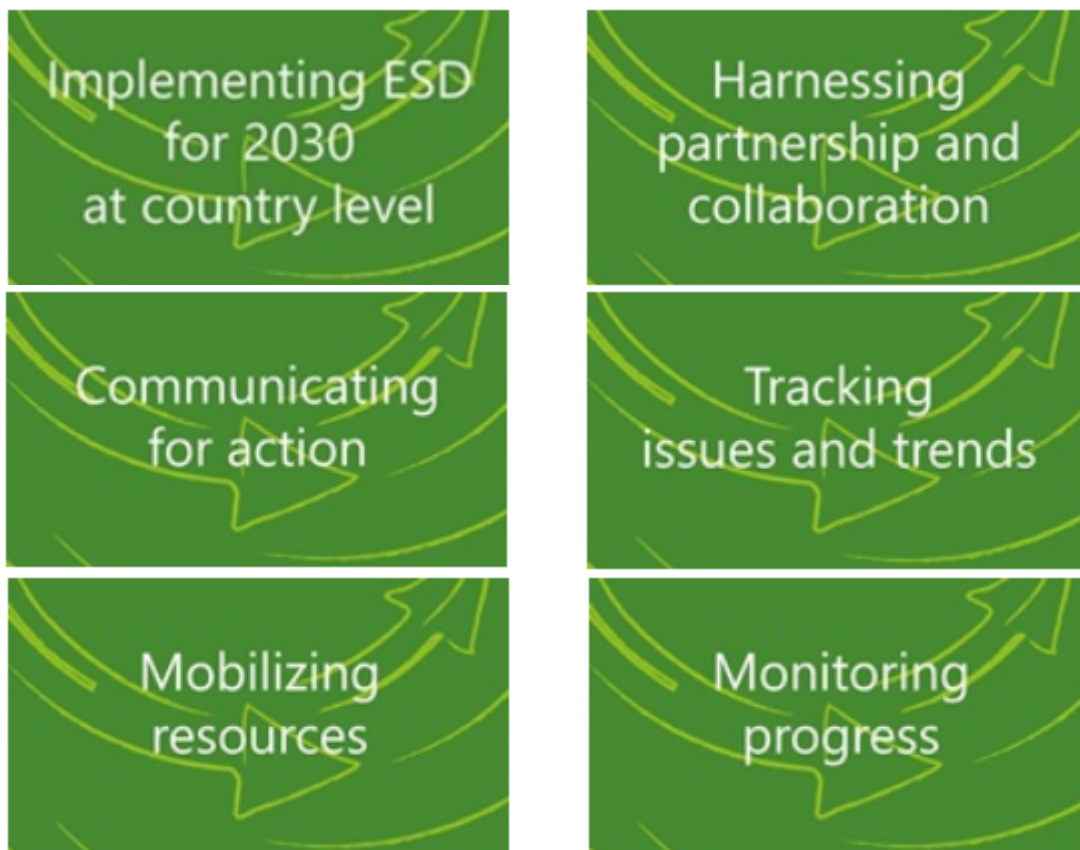 Implementing ESD
for 2030
at country level
Harnessing
partnership and
collaboration
Communicating
for action
Tracking
issues and trends
Mobilizing
resources
Monitoring
progress